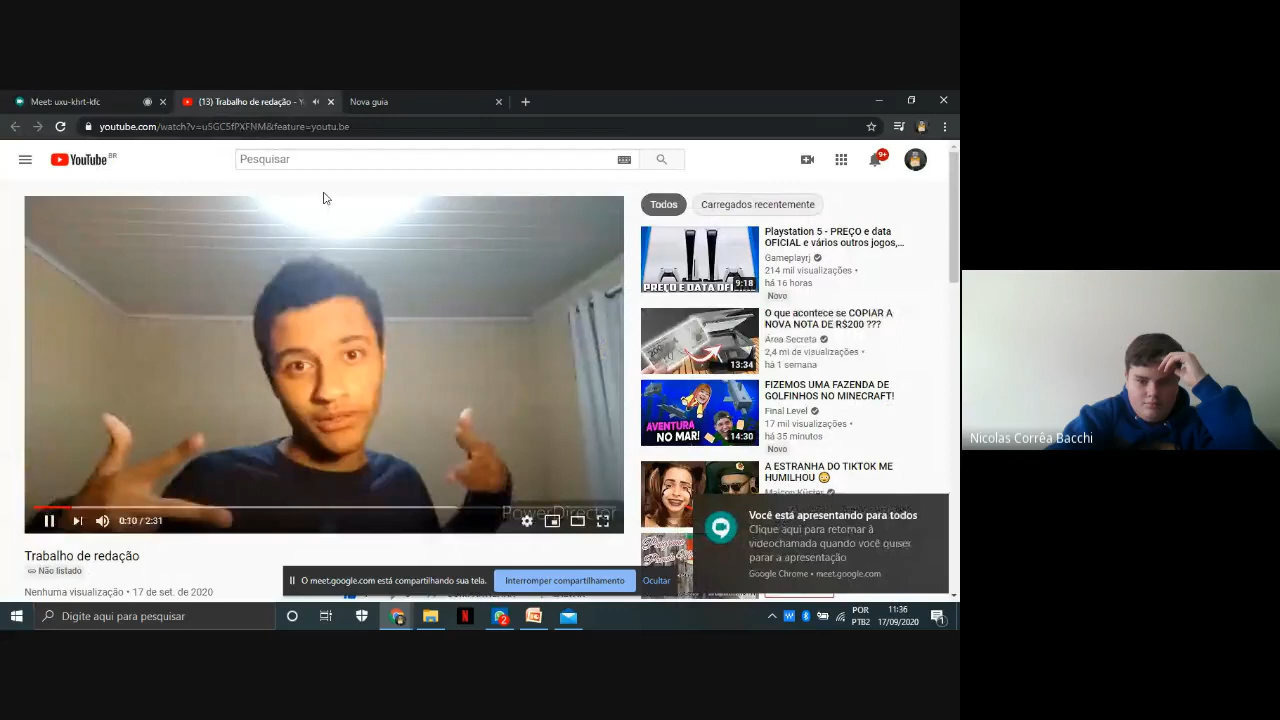 Meet: uxu-khrt-kfc
(13) Trabalho de redação - Y
Nova guia
youtube.com/watch?v=u5GC5fPXFNM&feature=youtu.be
YouTube BR
Pesquisar
9+
Todos
Carregados recentemente
Playstation 5 - PREÇO e data
OFICIAL e vários outros jogos,...
Gameplayrj
214 mil visualizações •
há 16 horas
Novo
PREÇO E DATA OFI
9:18
O que acontece se COPIAR A
NOVA NOTA DE R$200 ???
Área Secreta
2,4 mi de visualizações •
há 1 semana
13:34
FIZEMOS UMA FAZENDA DE
GOLFINHOS NO MINECRAFT!
Final Level
17 mil visualizações •
há 35 minutos
Novo
AVENTURA
NO MAR!
14:30
A ESTRANHA DO TIKTOK ME
HUMILHOU
PowerDirector
0:10 / 2:31
Trabalho de redação
Não listado
Nenhuma visualização • 17 de set. de 2020
Você está apresentando para todos
Clique aqui para retornar à
videochamada quando você quiser
parar a apresentação
Google Chrome • meet.google.com
O meet.google.com está compartilhando sua tela.
Interromper compartilhamento
Ocultar
Digite aqui para pesquisar
2
POR
PTB2
11:36
17/09/2020
1
Nicolas Corrêa Bacchi